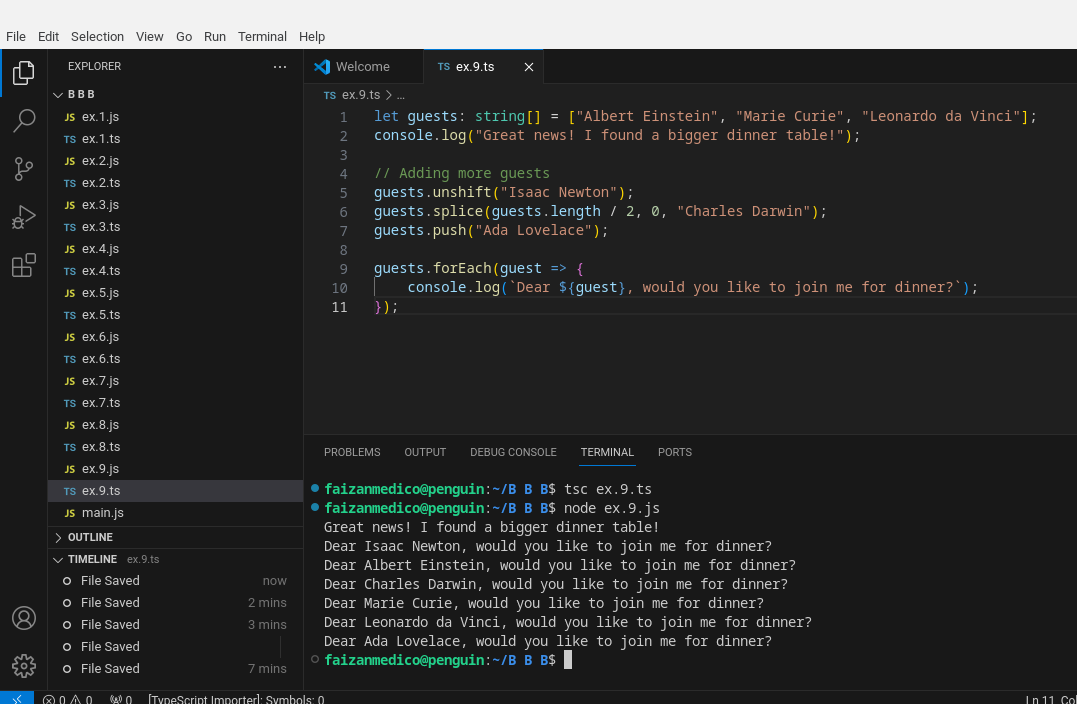 File Edit Selection View Go Run Terminal Help
EXPLORER ...
B B B
JS ex.1.js
TS ex.1.ts
JS ex.2.js
TS ex.2.ts
JS ex.3.js
TS ex.3.ts
JS ex.4.js
TS ex.4.ts
JS ex.5.js
TS ex.5.ts
JS ex.6.js
TS ex.6.ts
JS ex.7.js
TS ex.7.ts
JS ex.8.js
TS ex.8.ts
JS ex.9.js
TS ex.9.ts
JS main.js
OUTLINE
TIMELINE ex.9.ts
File Saved now
File Saved 2 mins
File Saved 3 mins
File Saved
File Saved 7 mins
Welcome TS ex.9.ts
TS ex.9.ts > ...
1 let guests: string[] = ["Albert Einstein", "Marie Curie", "Leonardo da Vinci"];
2 console.log("Great news! I found a bigger dinner table!");
3
4 // Adding more guests
5 guests.unshift("Isaac Newton");
6 guests.splice(guests.length / 2, 0, "Charles Darwin");
7 guests.push("Ada Lovelace");
8
9 guests.forEach(guest => {
10     console.log(`Dear ${guest}, would you like to join me for dinner?`);
11 });
PROBLEMS OUTPUT DEBUG CONSOLE TERMINAL PORTS
faizanmedico@penguin:~/B B B$ tsc ex.9.ts
faizanmedico@penguin:~/B B B$ node ex.9.js
Great news! I found a bigger dinner table!
Dear Isaac Newton, would you like to join me for dinner?
Dear Albert Einstein, would you like to join me for dinner?
Dear Charles Darwin, would you like to join me for dinner?
Dear Marie Curie, would you like to join me for dinner?
Dear Leonardo da Vinci, would you like to join me for dinner?
Dear Ada Lovelace, would you like to join me for dinner?
faizanmedico@penguin:~/B B B$
0 0 0 [TypeScript Importer]: Symbols: 0 Ln 11, Col